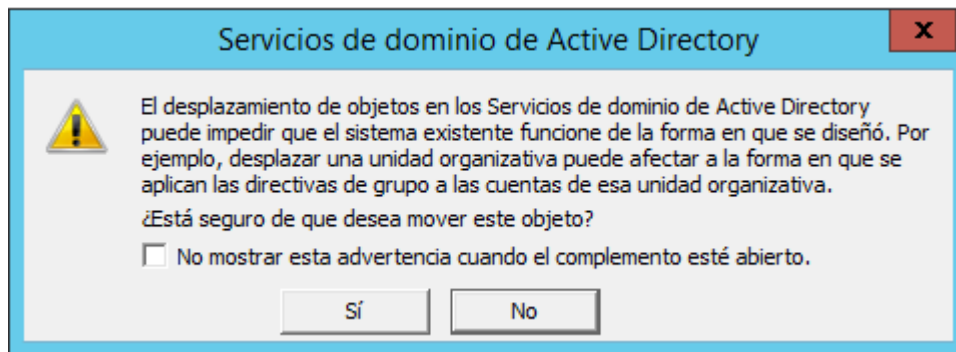 Servicios de dominio de Active Directory
x
El desplazamiento de objetos en los Servicios de dominio de Active Directory
puede impedir que el sistema existente funcione de la forma en que se diseñó. Por
ejemplo, desplazar una unidad organizativa puede afectar a la forma en que se
aplican las directivas de grupo a las cuentas de esa unidad organizativa.
¿Está seguro de que desea mover este objeto?
No mostrar esta advertencia cuando el complemento esté abierto.
Sí No